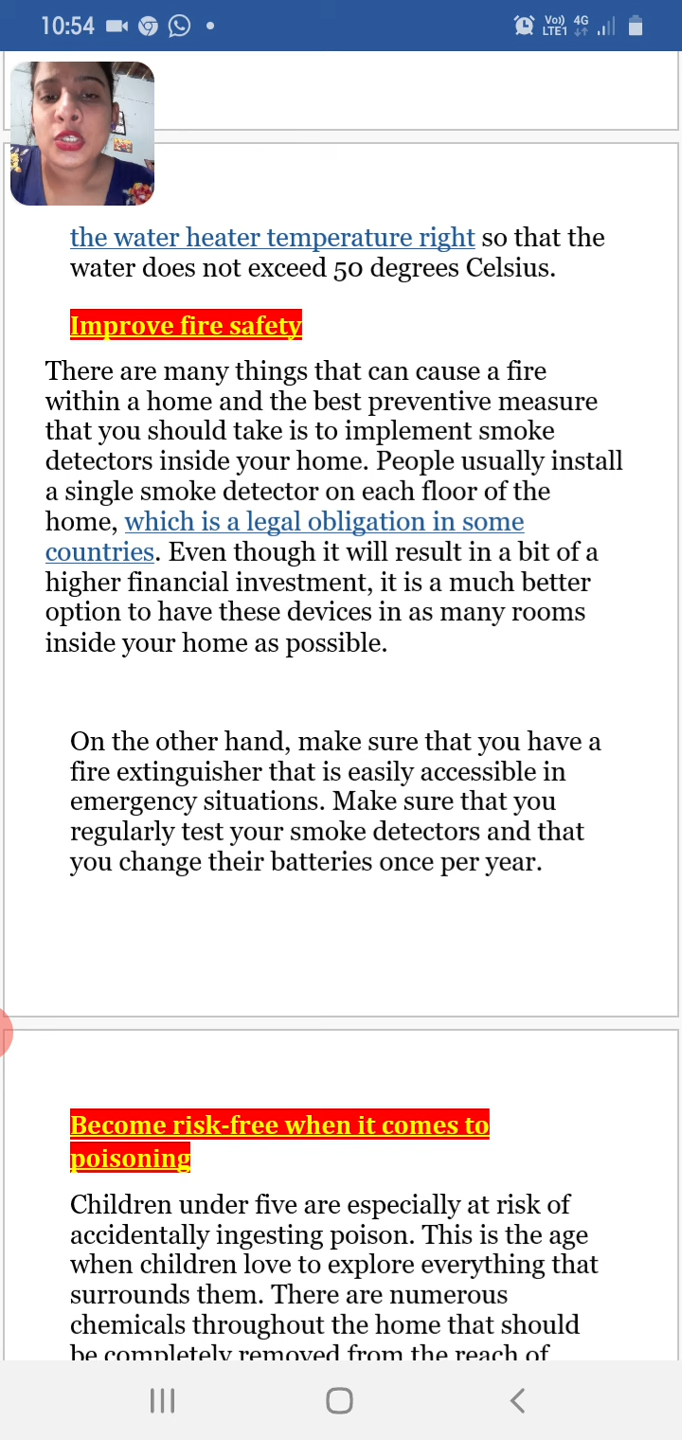 10:54
Vo) 4G
LTE1
the water heater temperature right so that the
water does not exceed 50 degrees Celsius.
Improve fire safety
There are many things that can cause a fire
within a home and the best preventive measure
that you should take is to implement smoke
detectors inside your home. People usually install
a single smoke detector on each floor of the
home, which is a legal obligation in some
countries. Even though it will result in a bit of a
higher financial investment, it is a much better
option to have these devices in as many rooms
inside your home as possible.
On the other hand, make sure that you have a
fire extinguisher that is easily accessible in
emergency situations. Make sure that you
regularly test your smoke detectors and that
you change their batteries once per year.
Become risk-free when it comes to
poisoning
Children under five are especially at risk of
accidentally ingesting poison. This is the age
when children love to explore everything that
surrounds them. There are numerous
chemicals throughout the home that should
be completely removed from the reach of